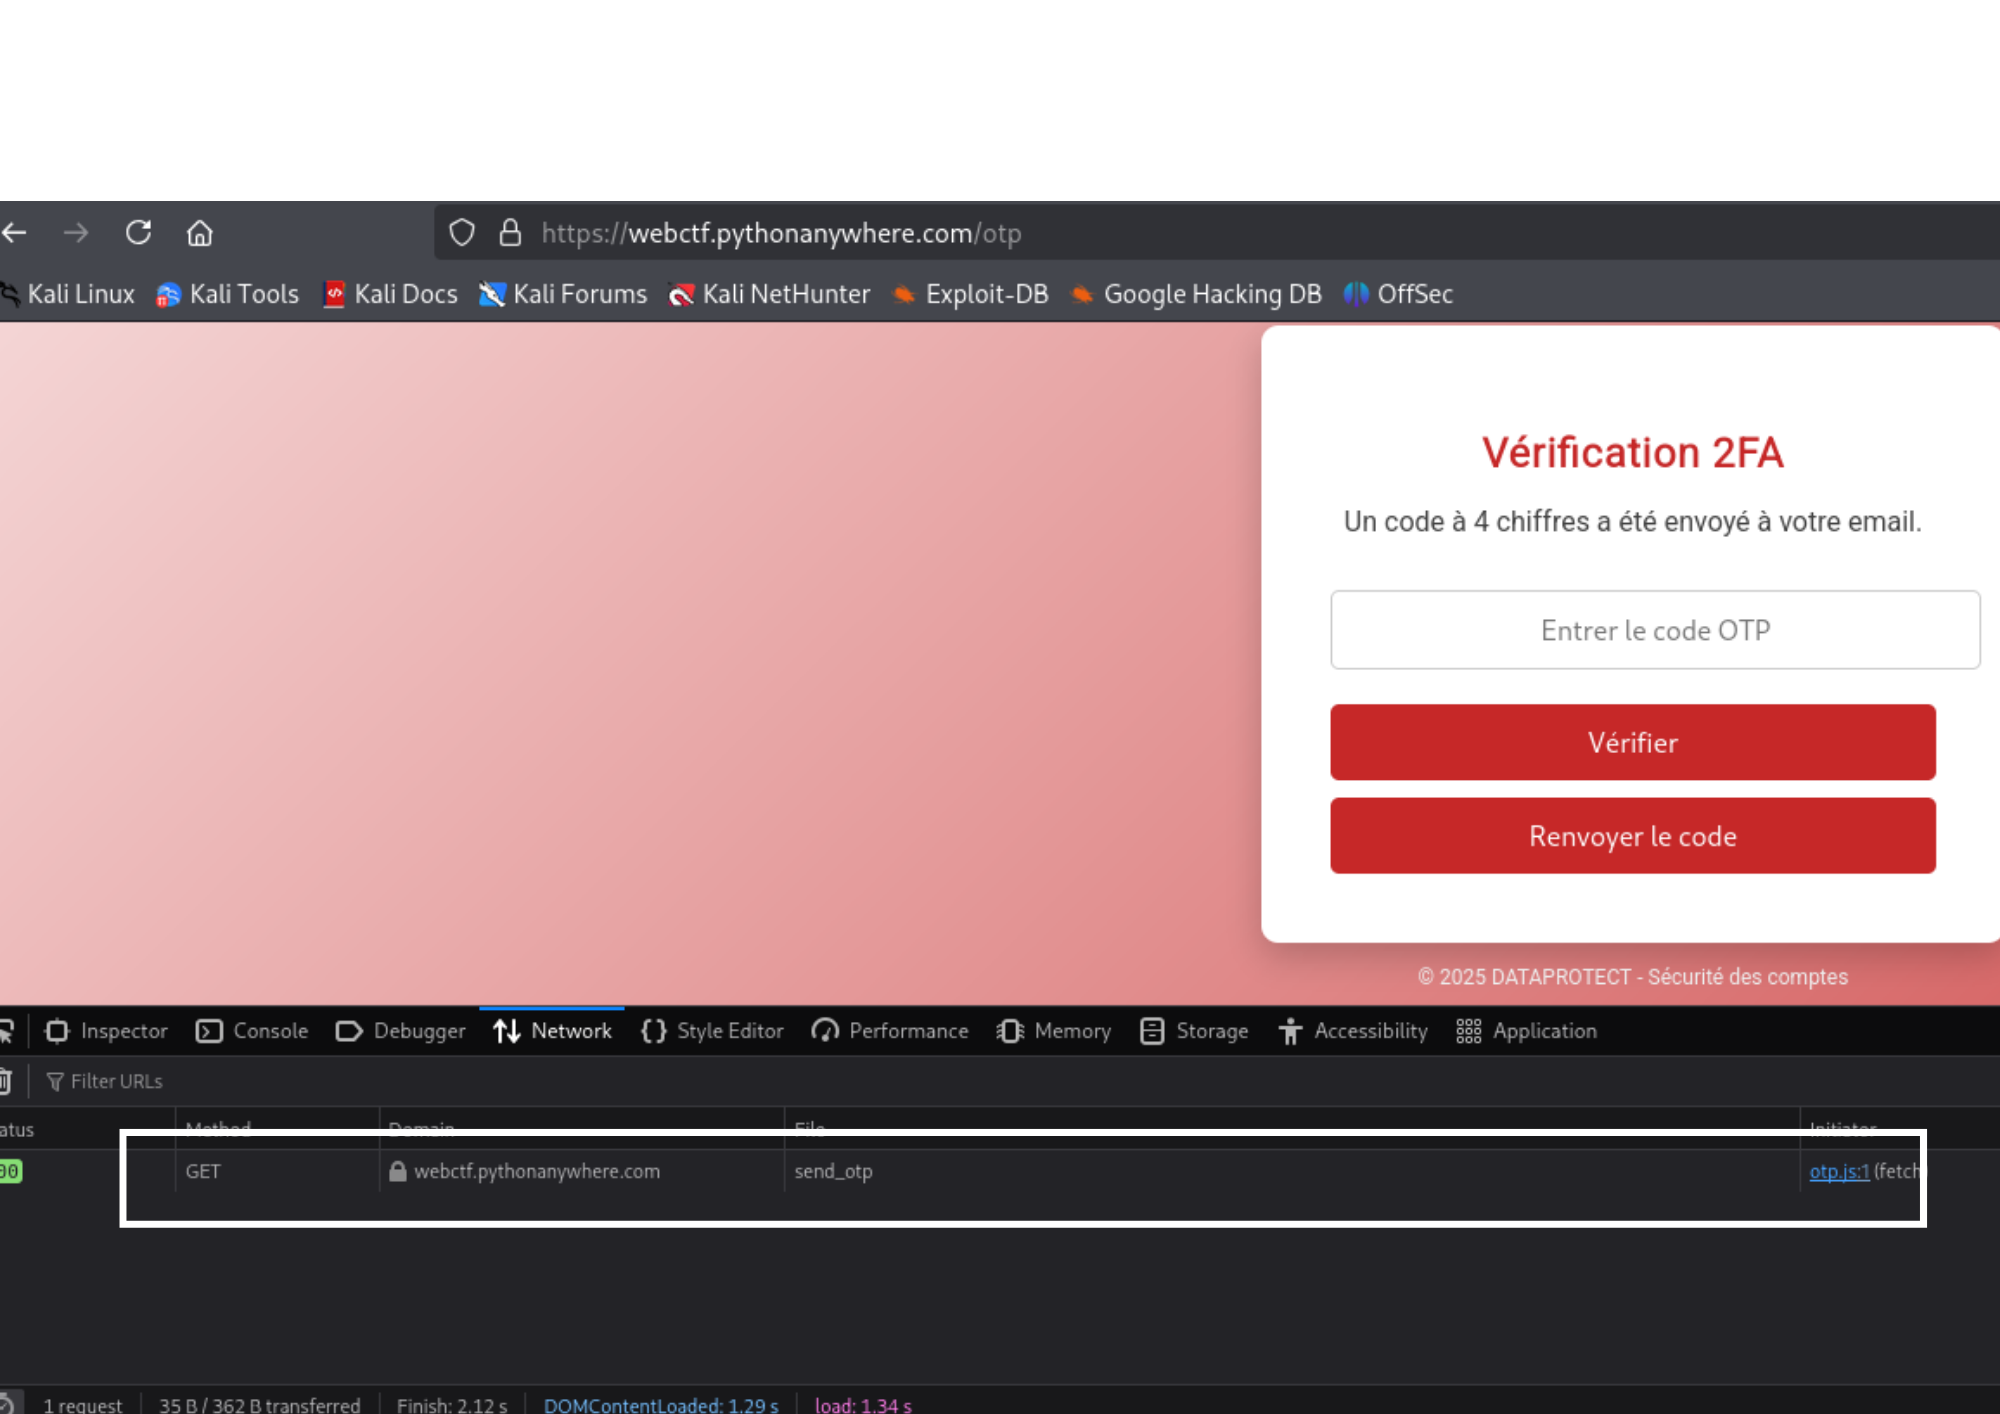 https://webctf.pythonanywhere.com/otp
Kali Linux Kali Tools Kali Docs Kali Forums Kali NetHunter Exploit-DB Google Hacking DB OffSec
Vérification 2FA
Un code à 4 chiffres a été envoyé à votre email.
Entrer le code OTP
Vérifier
Renvoyer le code
© 2025 DATAPROTECT - Sécurité des comptes
Inspector Console Debugger Network Style Editor Performance Memory Storage Accessibility Application
Filter URLs
atus Method Domain File Initiator
00 GET webctf.pythonanywhere.com send_otp otp.js:1 (fetch
1 request 35 B / 362 B transferred Finish: 2.12 s DOMContentLoaded: 1.29 s load: 1.34 s